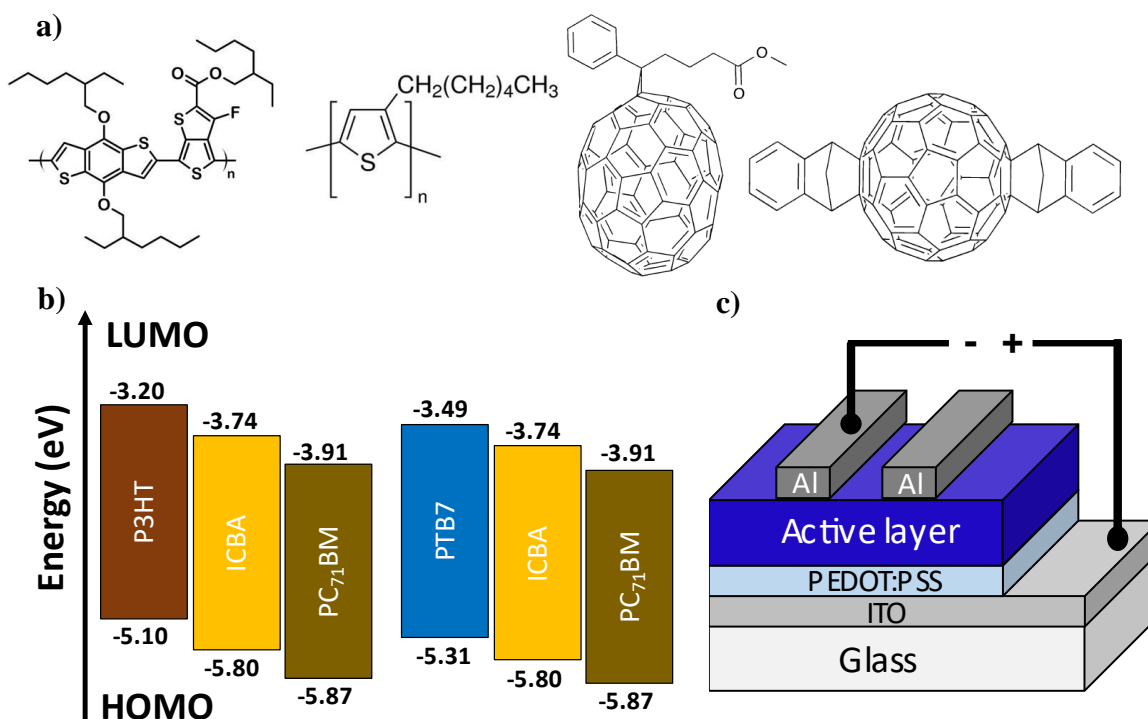 a)
O
O
F
S
S
S
S
O
O
n
CH₂(CH₂)₄CH₃
S
n
O
O
b)
LUMO
Energy (eV)
HOMO
-3.20
P3HT
-5.10
-3.74
ICBA
-5.80
-3.91
PC₇₁BM
-5.87
-3.49
PTB7
-5.31
-3.74
ICBA
-5.80
-3.91
PC₇₁BM
-5.87
c)
- +
Al Al
Active layer
PEDOT:PSS
ITO
Glass